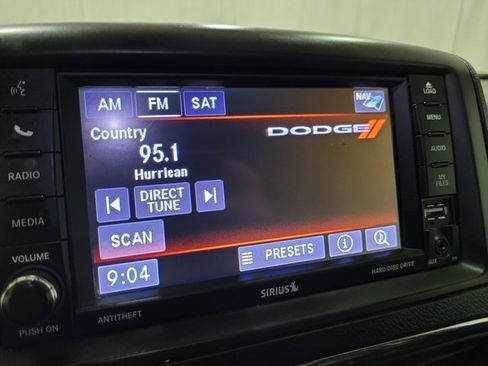 AM FM SAT NAV
LOAD
Country
DODGE
MENU
95.1
Hurrican
AUDIO
RADIO
DIRECT TUNE
MY FILES
MEDIA
SCAN
PRESETS
VOLUME
9:04
AUX
SIRIUS
HARD DISC DRIVE
ANTITHEFT
PUSH ON